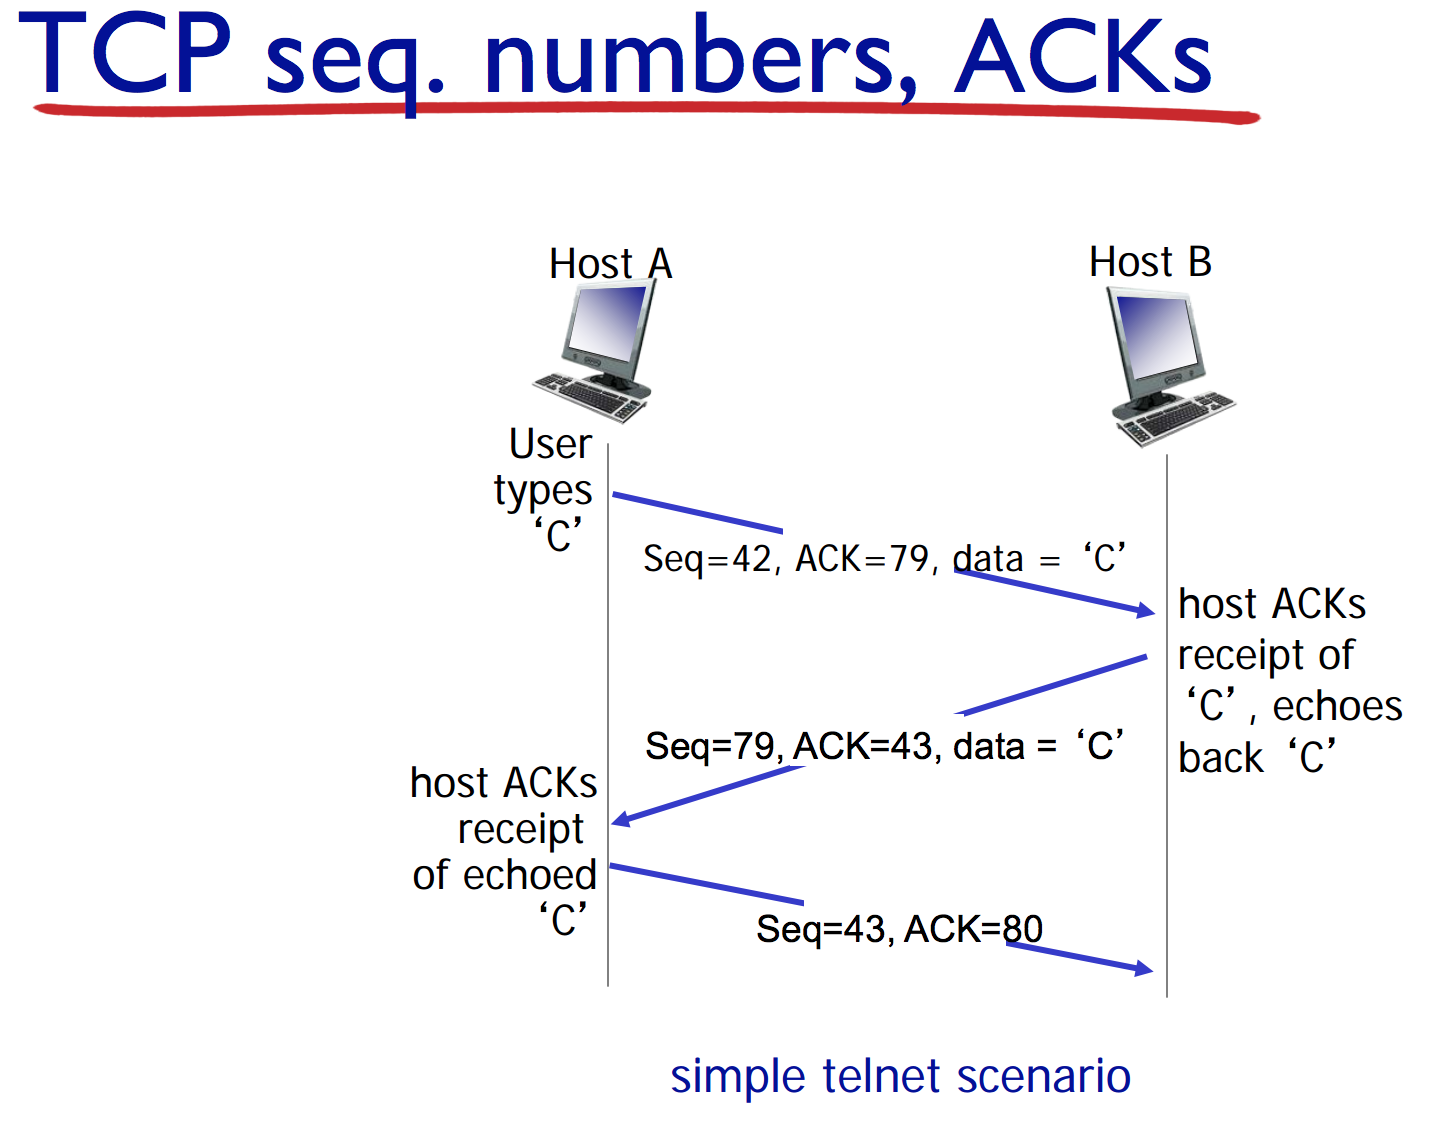 TCP seq. numbers, ACKs
Host A
Host B
User
types
‘C’
Seq=42, ACK=79, data = ‘C’
host ACKs
receipt of
‘C’, echoes
back ‘C’
Seq=79, ACK=43, data = ‘C’
host ACKs
receipt
of echoed
‘C’
Seq=43, ACK=80
simple telnet scenario